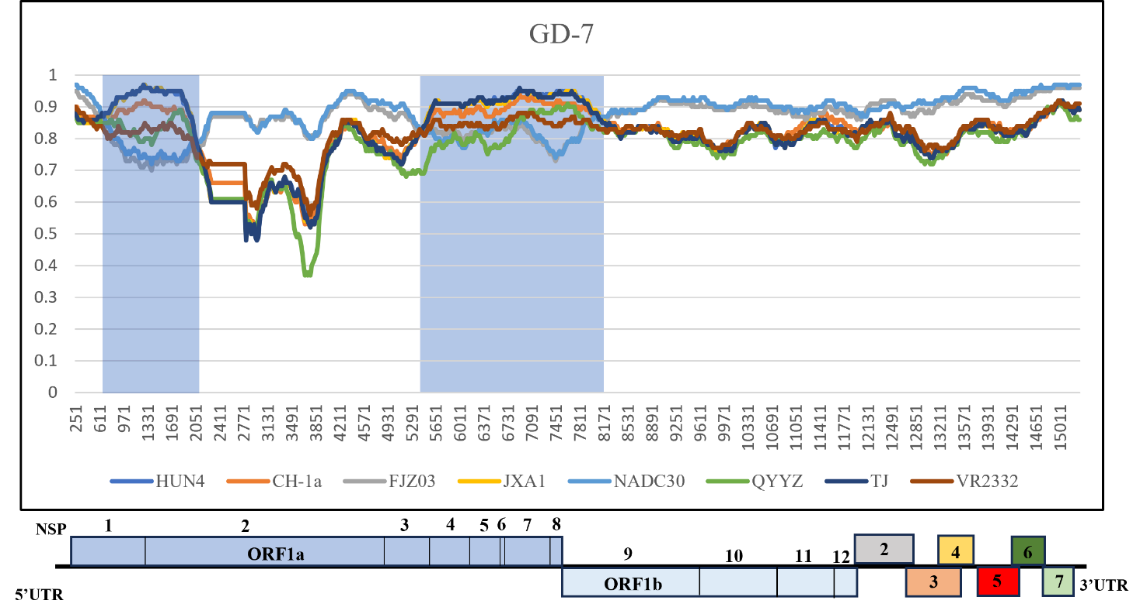 GD-7
1
0.9
0.8
0.7
0.6
0.5
0.4
0.3
0.2
0.1
0
251 611 971 1331 1691 2051 2411 2771 3131 3491 3851 4211 4571 4931 5291 5651 6011 6371 6731 7091 7451 7811 8171 8531 8891 9251 9611 9971 10331 10691 11051 11411 11771 12131 12491 12851 13211 13571 13931 14291 14651 15011
HUN4 CH-1a FJZ03 JXA1 NADC30 QYYZ TJ VR2332
NSP 1 2 3 4 5 6 7 8
ORF1a 9 10 11 12 2 4 6
ORF1b 3 5 7 3'UTR
5'UTR